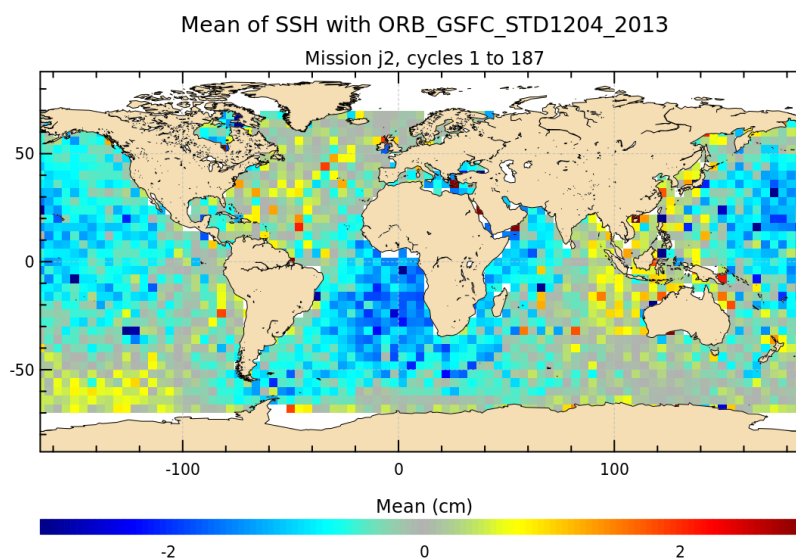 Mean of SSH with ORB_GSFC_STD1204_2013
Mission j2, cycles 1 to 187
50
0
-50
-100 0 100
Mean (cm)
-2 0 2